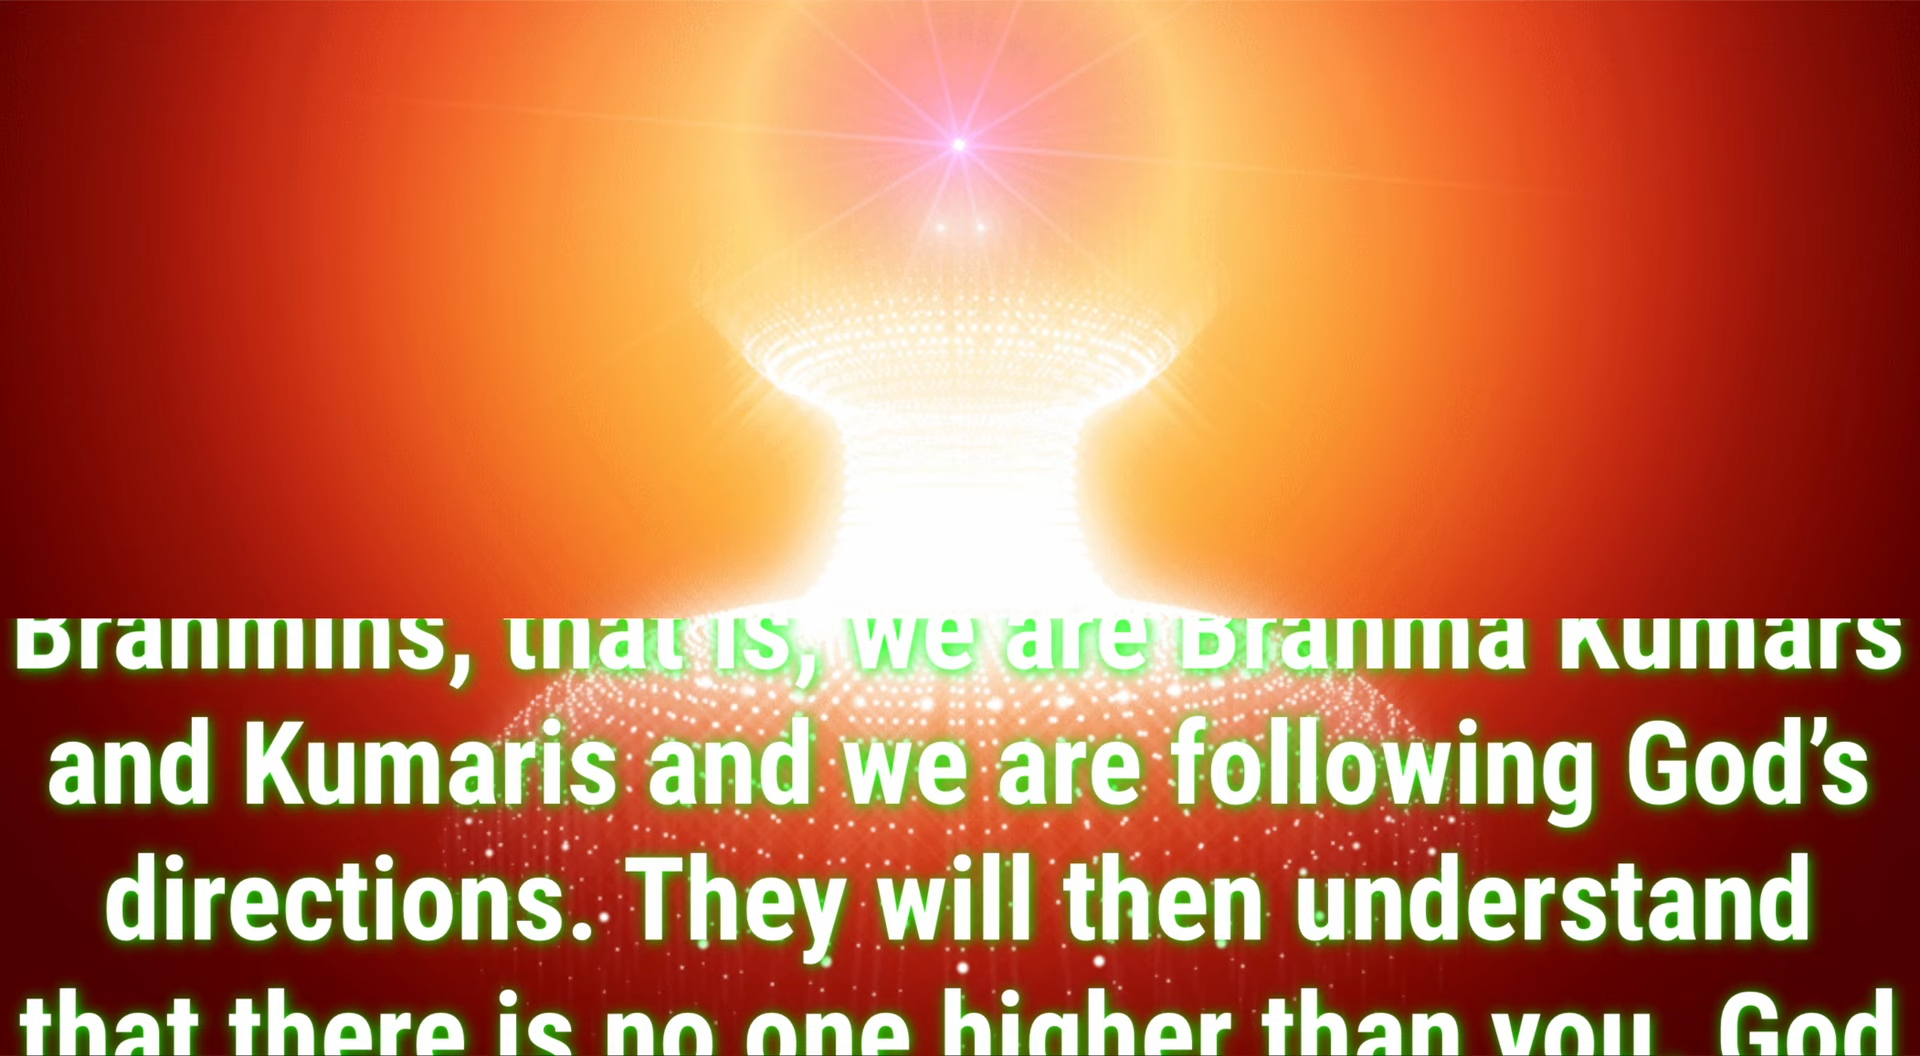 Brahmins, that is, we are Brahma Kumars
and Kumaris and we are following God’s
directions. They will then understand
that there is no one higher than you. God